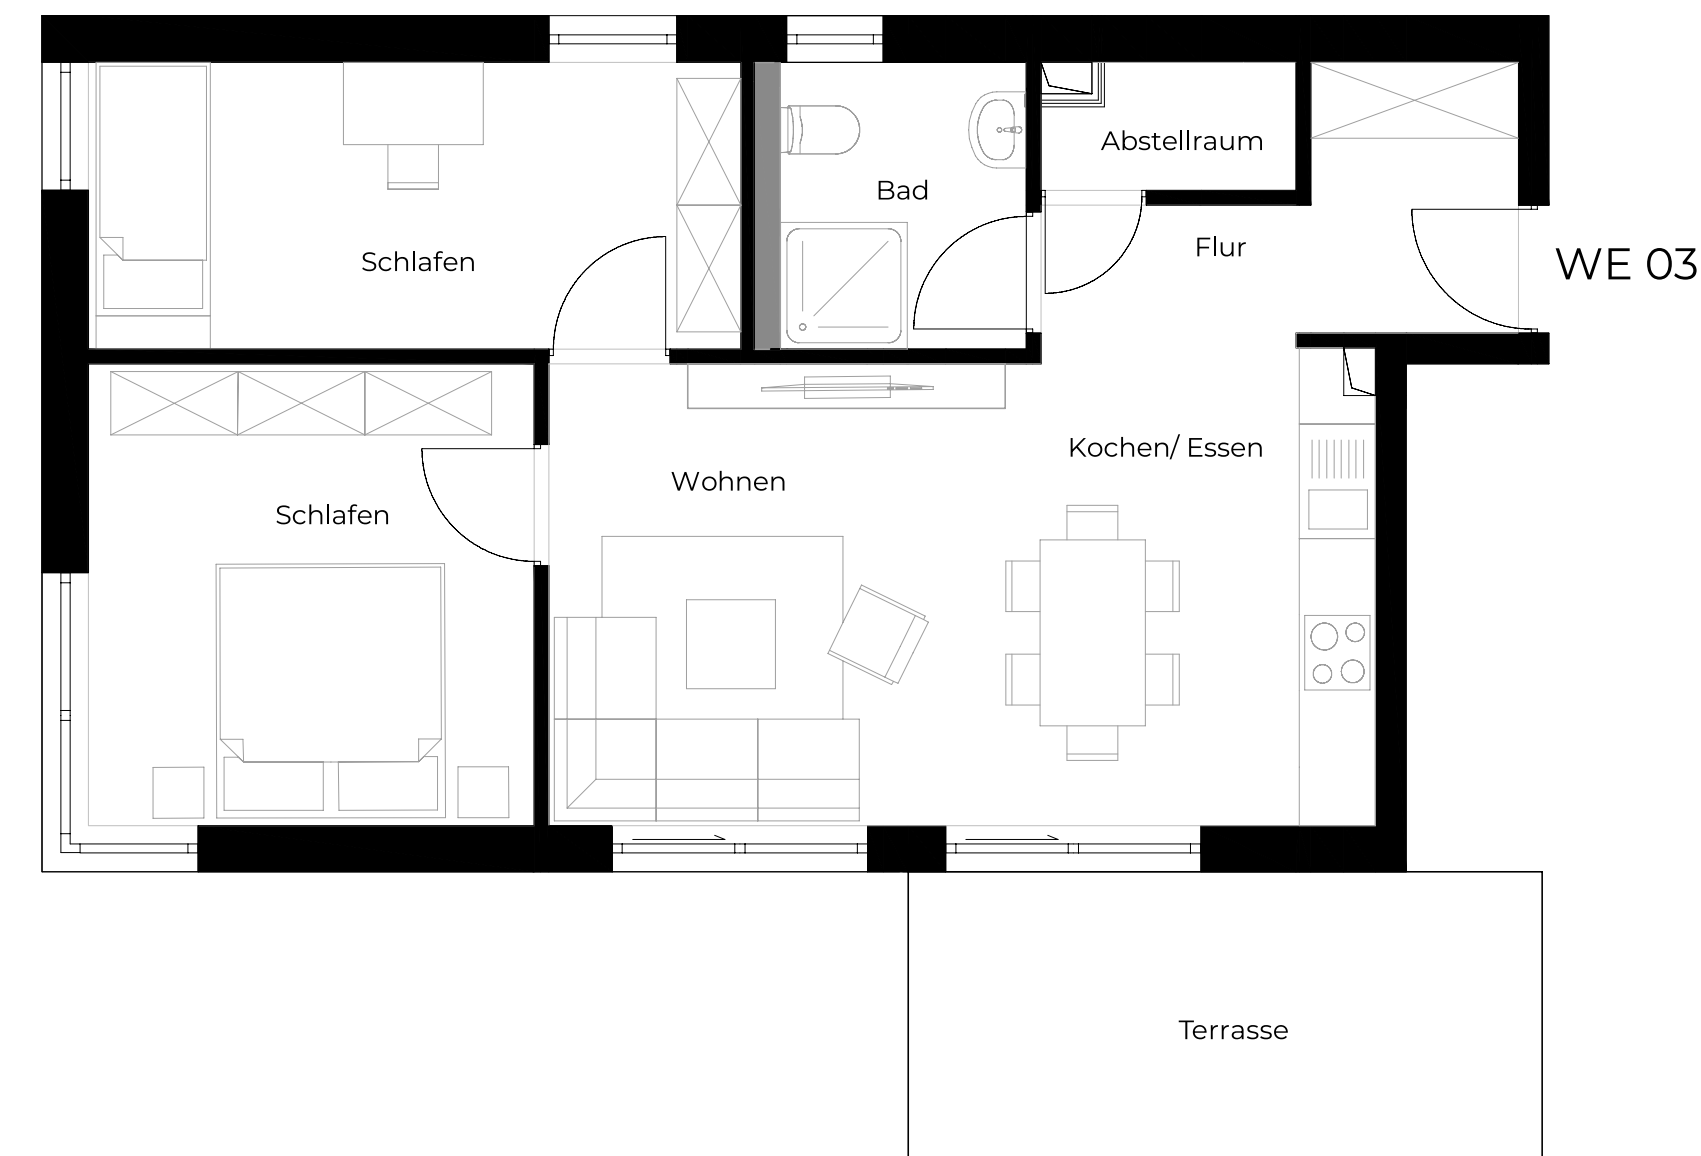 Abstellraum
Bad
Flur
Schlafen
WE 03
Kochen/ Essen
Wohnen
Schlafen
Terrasse